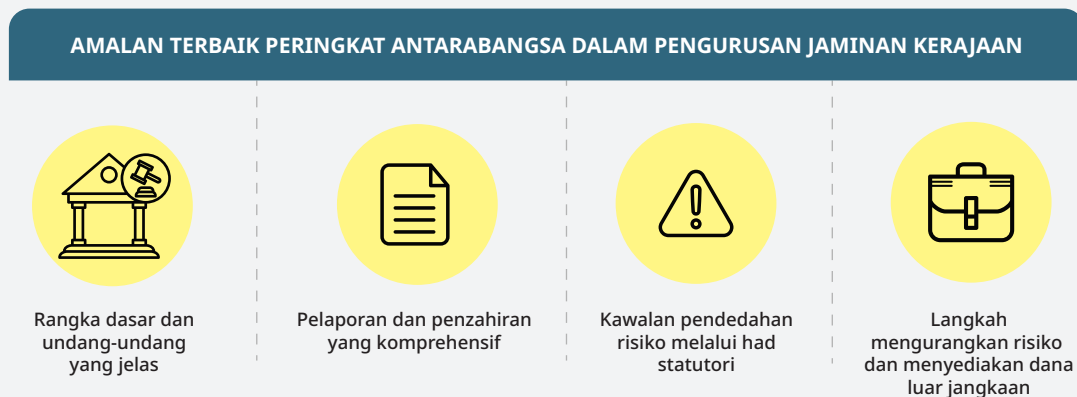 AMALAN TERBAIK PERINGKAT ANTARABANGSA DALAM PENGURUSAN JAMINAN KERAJAAN
Rangka dasar dan
undang-undang
yang jelas
Pelaporan dan penzahiran
yang komprehensif
Kawalan pendedahan
risiko melalui had
statutori
Langkah
mengurangkan risiko
dan menyediakan dana
luar jangkaan